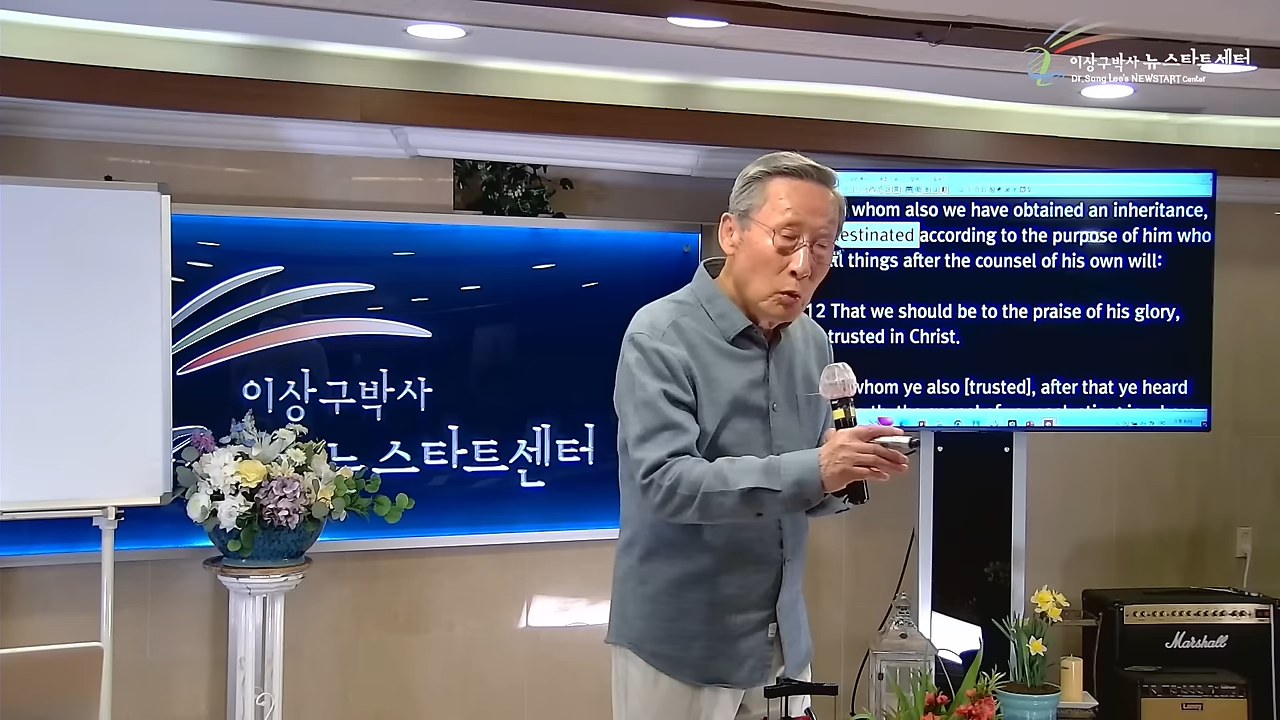 이상구박사 뉴스타트센터
Dr. Sang Lee's NEWSTART Center
whom also we have obtained an inheritance,
estinated according to the purpose of him who
things after the counsel of his own will:
12 That we should be to the praise of his glory,
trusted in Christ.
whom ye also [trusted], after that ye heard
이상구박사
뉴스타트센터
Marshall
Laney